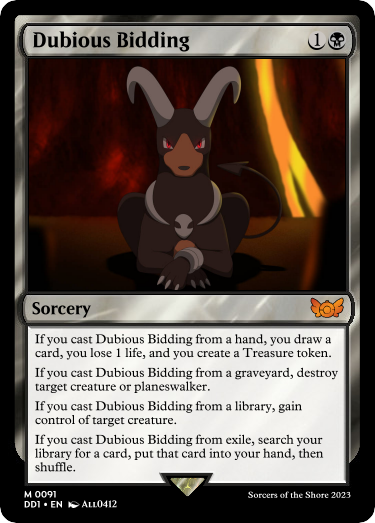 Dubious Bidding 1
Sorcery
If you cast Dubious Bidding from a hand, you draw a
card, you lose 1 life, and you create a Treasure token.
If you cast Dubious Bidding from a graveyard, destroy
target creature or planeswalker.
If you cast Dubious Bidding from a library, gain
control of target creature.
If you cast Dubious Bidding from exile, search your
library for a card, put that card into your hand, then
shuffle.
M 0091
DD1 • EN All0412
Sorcers of the Shore 2023